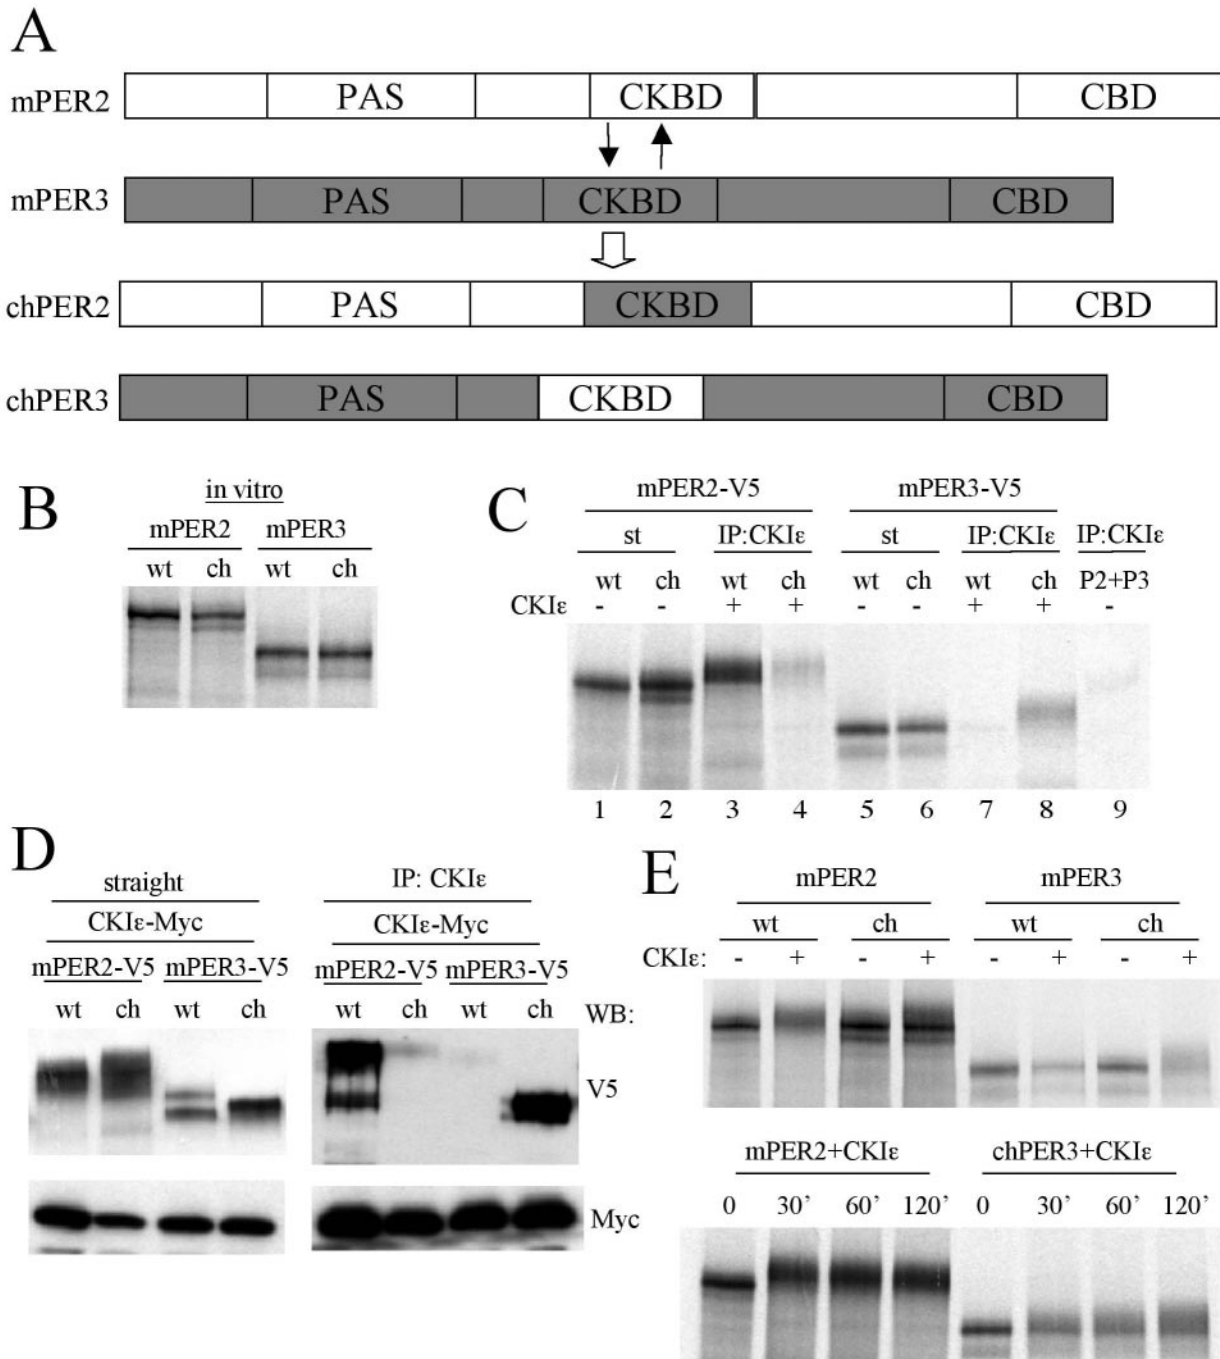 A
mPER2 PAS CKBD CBD
mPER3 PAS CKBD CBD
chPER2 PAS CKBD CBD
chPER3 PAS CKBD CBD
B
in vitro
mPER2 mPER3
wt ch wt ch
C
mPER2-V5 mPER3-V5
st IP:CKIε st IP:CKIε IP:CKIε
wt ch wt ch wt ch wt ch P2+P3
CKIε - - + + - - + + -
1 2 3 4 5 6 7 8 9
D
straight IP: CKIε
CKIε-Myc CKIε-Myc
mPER2-V5 mPER3-V5 mPER2-V5 mPER3-V5
wt ch wt ch wt ch wt ch WB:
V5
Myc
E
mPER2 mPER3
wt ch wt ch
CKIε: - + - + - + - +
mPER2+CKIε chPER3+CKIε
0 30’ 60’ 120’ 0 30’ 60’ 120’